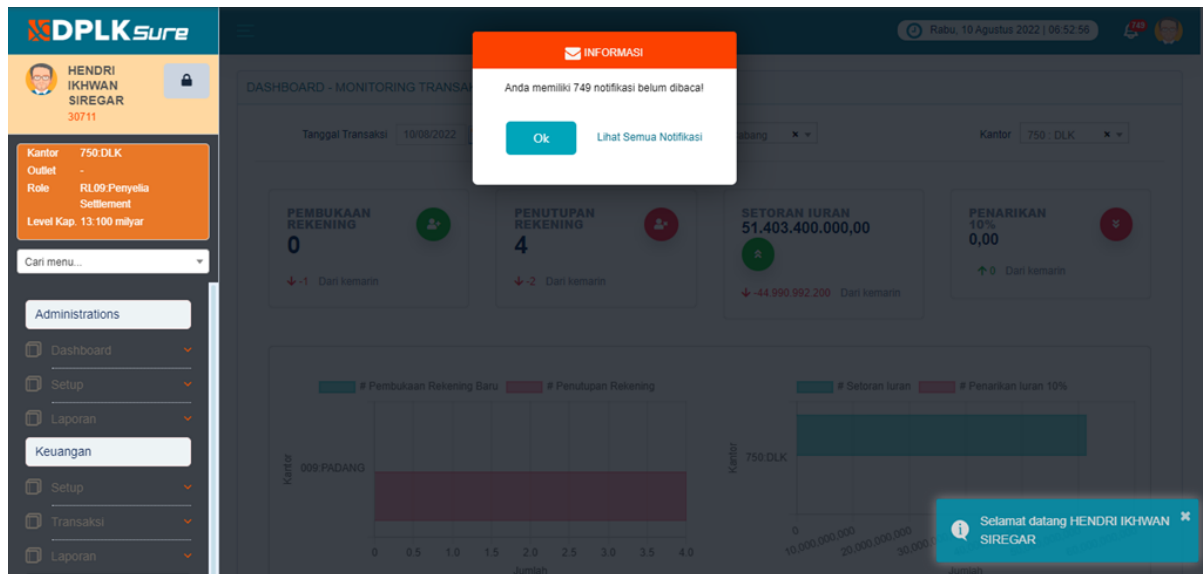 DPLKSure
HENDRI
IKHWAN
SIREGAR
30711
Kantor 750:DLK
Outlet -
Role RL09:Penyelia
Settlement
Level Kap. 13:100 milyar
Cari menu...
Administrations
Dashboard
Setup
Laporan
Keuangan
Setup
Transaksi
Laporan
Rabu, 10 Agustus 2022 | 06:52:56
749
INFORMASI
Anda memiliki 749 notifikasi belum dibaca!
Ok Lihat Semua Notifikasi
DASHBOARD - MONITORING
Tanggal Transaksi 10/08/2022
Kantor 750 : DLK
PEMBUKAAN
REKENING
0
-1 Dari kemarin
PENUTUPAN
REKENING
4
-2 Dari kemarin
SETORAN IURAN
51.403.400.000,00
-44.990.992.200 Dari kemarin
PENARIKAN
10%
0,00
0 Dari kemarin
# Pembukaan Rekening Baru # Penutupan Rekening
Kantor
009:PADANG
0 0.5 1.0 1.5 2.0 2.5 3.0 3.5 4.0
Jumlah
# Setoran Iuran # Penarikan Iuran 10%
Kantor
750:DLK
0 10,000,000,000 20,000,000,000
Jumlah
Selamat datang HENDRI IKHWAN
SIREGAR